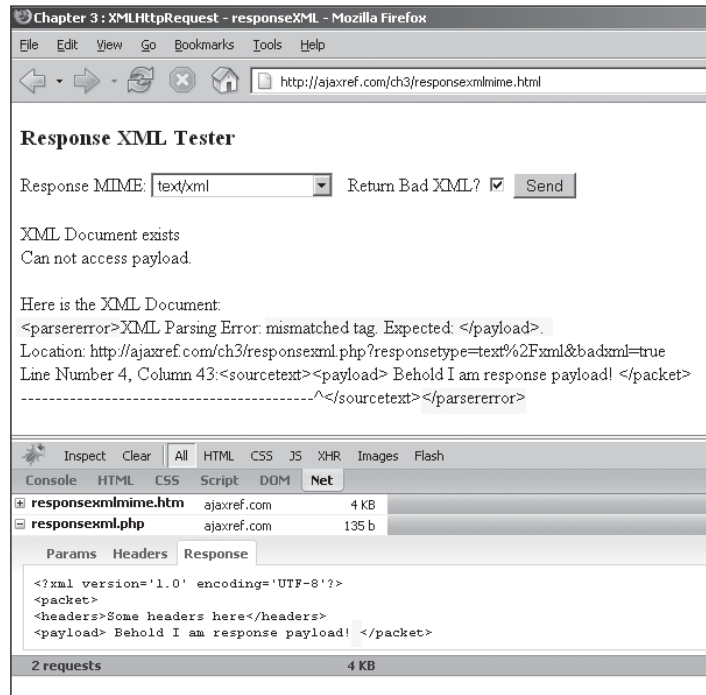 Chapter 3 : XMLHttpRequest - responseXML - Mozilla Firefox
File Edit View Go Bookmarks Tools Help
http://ajaxref.com/ch3/responsexmlmime.html
Response XML Tester
Response MIME: text/xml Return Bad XML? Send
XML Document exists
Can not access payload.
Here is the XML Document:
<parsererror>XML Parsing Error: mismatched tag. Expected: </payload>.
Location: http://ajaxref.com/ch3/responsexml.php?responsetype=text%2Fxml&badxml=true
Line Number 4, Column 43:<sourcetext><payload> Behold I am response payload! </packet>
------------------------------------------^</sourcetext></parsererror>
Inspect Clear All HTML CSS JS XHR Images Flash
Console HTML CSS Script DOM Net
responsexmlmime.htm ajaxref.com 4 KB
responsexml.php ajaxref.com 135 b
Params Headers Response
<?xml version='1.0' encoding='UTF-8'?>
<packet>
<headers>Some headers here</headers>
<payload> Behold I am response payload! </packet>
2 requests 4 KB